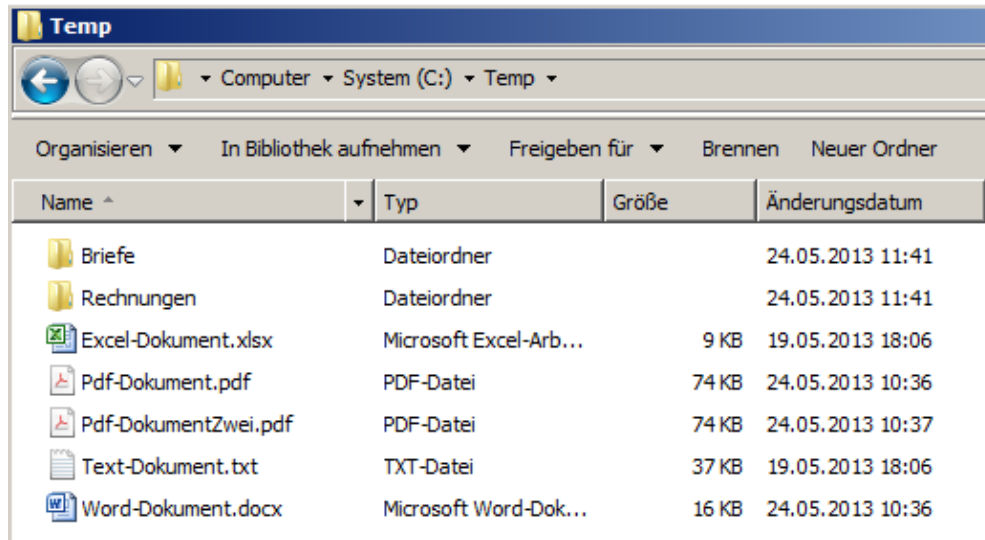 Temp
Computer System (C:) Temp
Organisieren In Bibliothek aufnehmen Freigeben für Brennen Neuer Ordner
Name Typ Größe Änderungsdatum
Briefe Dateiordner 24.05.2013 11:41
Rechnungen Dateiordner 24.05.2013 11:41
Excel-Dokument.xlsx Microsoft Excel-Arb... 9 KB 19.05.2013 18:06
Pdf-Dokument.pdf PDF-Datei 74 KB 24.05.2013 10:36
Pdf-DokumentZwei.pdf PDF-Datei 74 KB 24.05.2013 10:37
Text-Dokument.txt TXT-Datei 37 KB 19.05.2013 18:06
Word-Dokument.docx Microsoft Word-Dok... 16 KB 24.05.2013 10:36